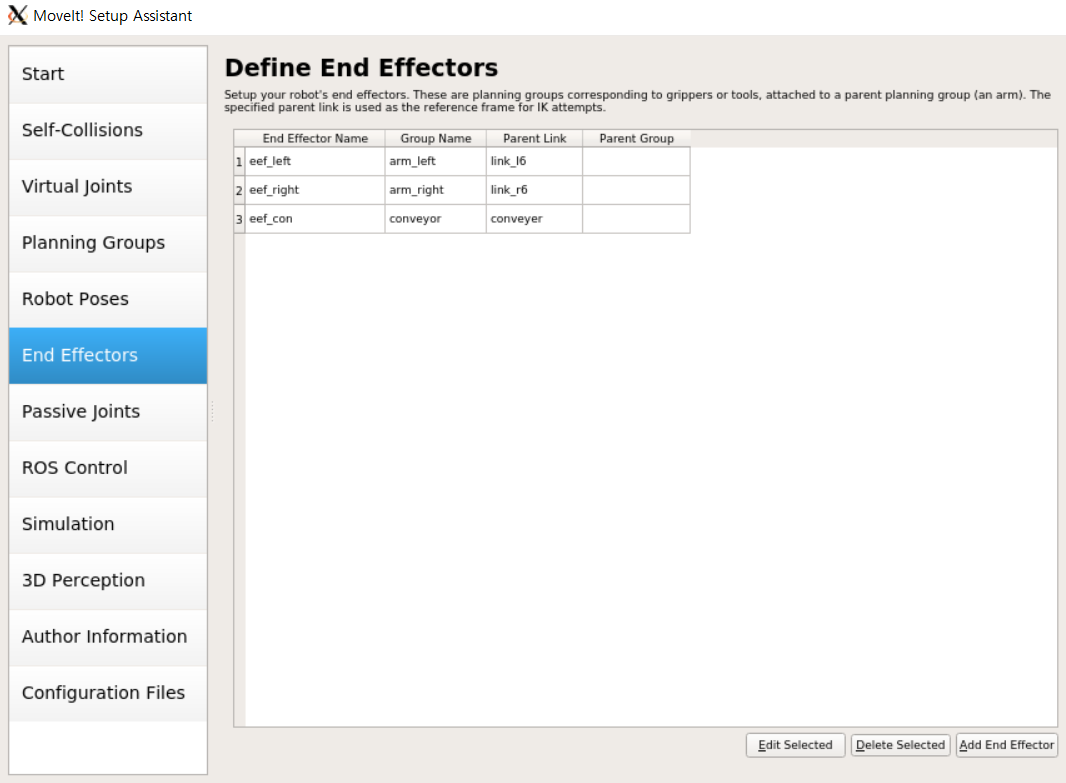 MoveIt! Setup Assistant
Start
Self-Collisions
Virtual Joints
Planning Groups
Robot Poses
End Effectors
Passive Joints
ROS Control
Simulation
3D Perception
Author Information
Configuration Files
Define End Effectors
Setup your robot's end effectors. These are planning groups corresponding to grippers or tools, attached to a parent planning group (an arm). The
specified parent link is used as the reference frame for IK attempts.
End Effector Name Group Name Parent Link Parent Group
1 eef_left arm_left link_l6
2 eef_right arm_right link_r6
3 eef_con conveyor conveyer
Edit Selected Delete Selected Add End Effector